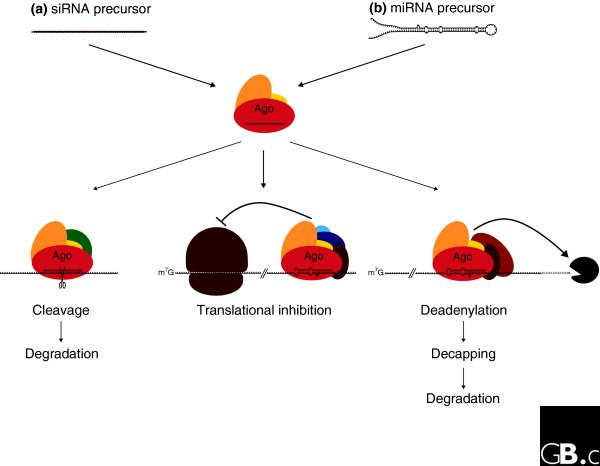 (a) siRNA precursor
(b) miRNA precursor
Ago
Ago
m⁷G
Ago
m⁷G
Ago
Cleavage
Translational inhibition
Deadenylation
Degradation
Decapping
Degradation
GB.c